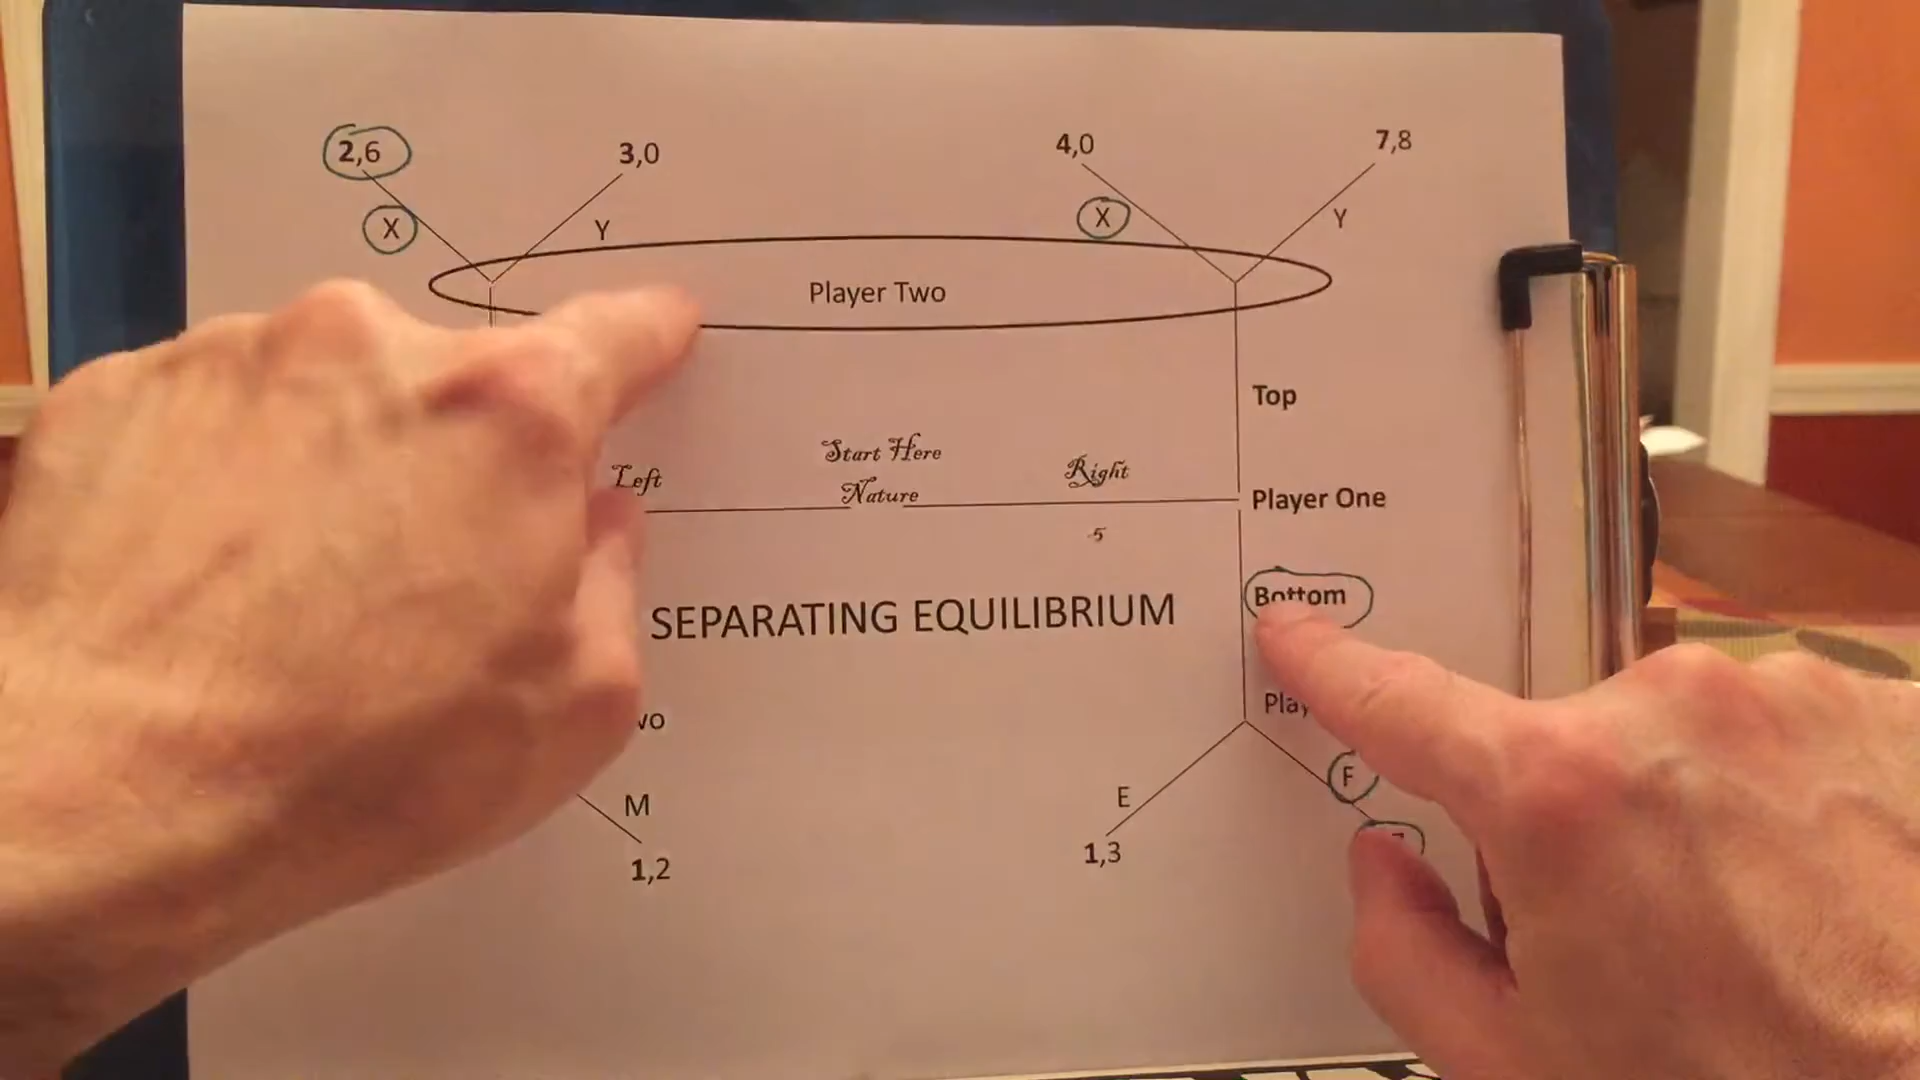 2,6
3,0
4,0
7,8
X
Y
X
Y
Player Two
Top
Left
Start Here
Nature
Right
Player One
.5
Bottom
SEPARATING EQUILIBRIUM
M
E
F
1,2
1,3